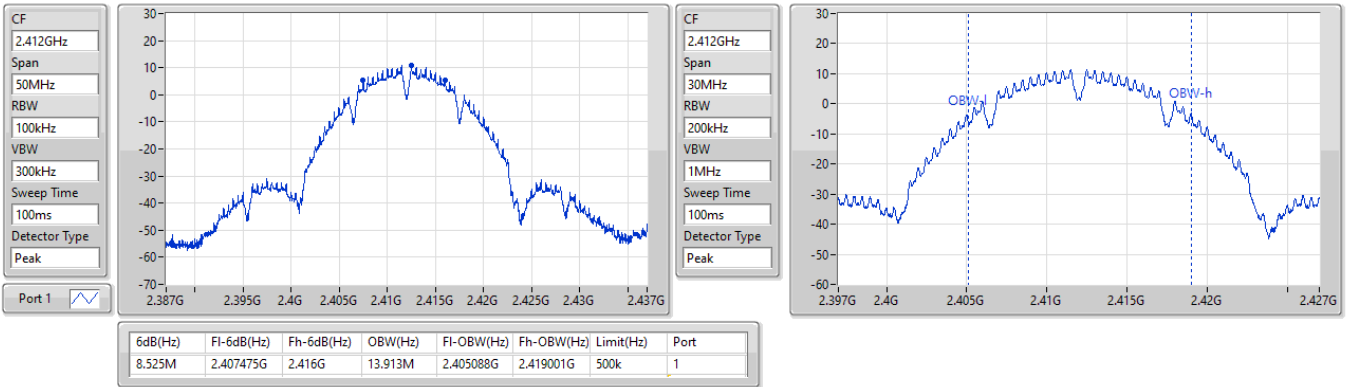 CF
2.412GHz
Span
50MHz
RBW
100kHz
VBW
300kHz
Sweep Time
100ms
Detector Type
Peak
Port 1
30
20
10
0
-10
-20
-30
-40
-50
-60
-70
2.387G 2.395G 2.4G 2.405G 2.41G 2.415G 2.42G 2.425G 2.43G 2.437G
CF
2.412GHz
Span
30MHz
RBW
200kHz
VBW
1MHz
Sweep Time
100ms
Detector Type
Peak
30
20
10
0
-10
-20
-30
-40
-50
-60
OBW-l OBW-h
2.397G 2.4G 2.405G 2.41G 2.415G 2.42G 2.427G
6dB(Hz) Fl-6dB(Hz) Fh-6dB(Hz) OBW(Hz) Fl-OBW(Hz) Fh-OBW(Hz) Limit(Hz) Port
8.525M 2.407475G 2.416G 13.913M 2.405088G 2.419001G 500k 1